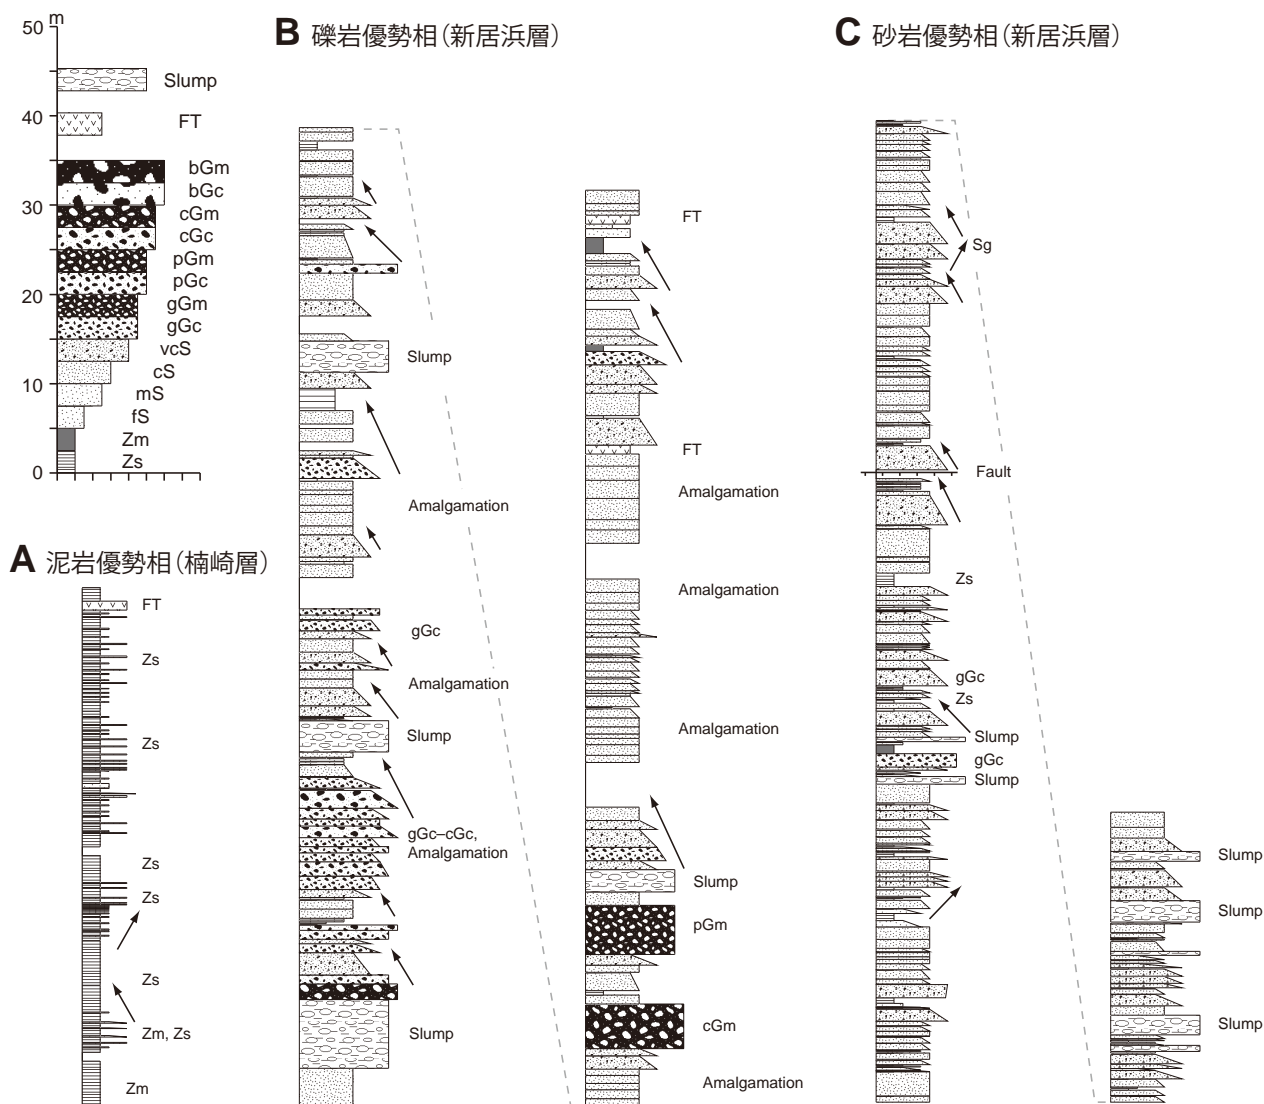 m
50
40
30
20
10
0
Slump
FT
bGm
bGc
cGm
cGc
pGm
pGc
gGm
gGc
vcS
cS
mS
fS
Zm
Zs
A 泥岩優勢相(楠崎層)
FT
Zs
Zs
Zs
Zs
Zs
Zm, Zs
Zm
B 礫岩優勢相(新居浜層)
Slump
Amalgamation
gGc
Amalgamation
Slump
gGc–cGc,
Amalgamation
Slump
FT
FT
Amalgamation
Amalgamation
Amalgamation
Slump
pGm
cGm
Amalgamation
C 砂岩優勢相(新居浜層)
Sg
Fault
Zs
gGc
Zs
Slump
gGc
Slump
Slump
Slump
Slump